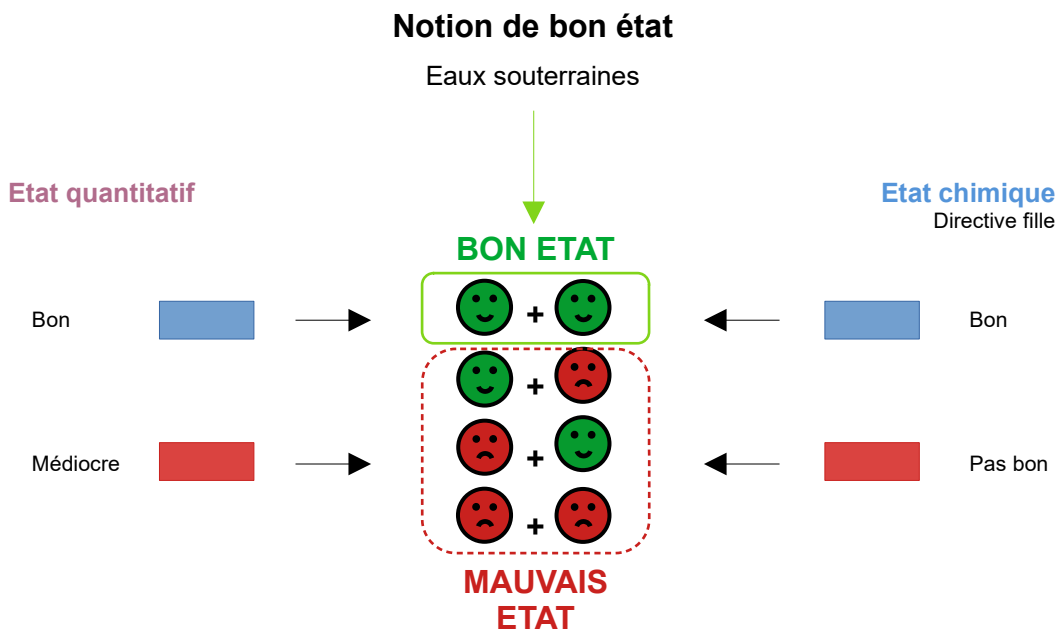 Notion de bon état
Eaux souterraines
Etat quantitatif
Etat chimique
Directive fille
BON ETAT
Bon
+
Bon
+
Médiocre
+
Pas bon
+
MAUVAIS
ETAT